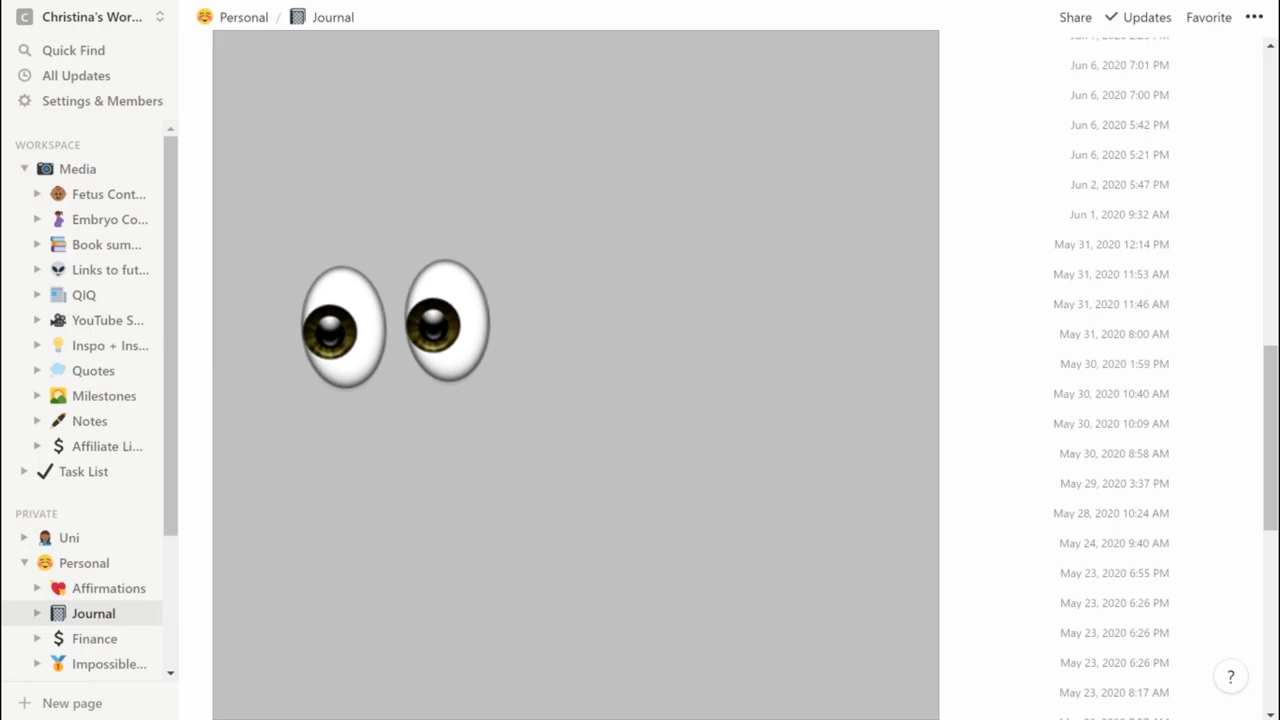 C Christina's Wor...
Quick Find
All Updates
Settings & Members
WORKSPACE
Media
Fetus Cont...
Embryo Co...
Book sum...
Links to fut...
QIQ
YouTube S...
Inspo + Ins...
Quotes
Milestones
Notes
$ Affiliate Li...
Task List
PRIVATE
Uni
Personal
Affirmations
Journal
$ Finance
Impossible...
+ New page
Personal / Journal
Share Updates Favorite •••
Jun 6, 2020 7:01 PM
Jun 6, 2020 7:00 PM
Jun 6, 2020 5:42 PM
Jun 6, 2020 5:21 PM
Jun 2, 2020 5:47 PM
Jun 1, 2020 9:32 AM
May 31, 2020 12:14 PM
May 31, 2020 11:53 AM
May 31, 2020 11:46 AM
May 31, 2020 8:00 AM
May 30, 2020 1:59 PM
May 30, 2020 10:40 AM
May 30, 2020 10:09 AM
May 30, 2020 8:58 AM
May 29, 2020 3:37 PM
May 28, 2020 10:24 AM
May 24, 2020 9:40 AM
May 23, 2020 6:55 PM
May 23, 2020 6:26 PM
May 23, 2020 6:26 PM
May 23, 2020 6:26 PM
May 23, 2020 8:17 AM
?